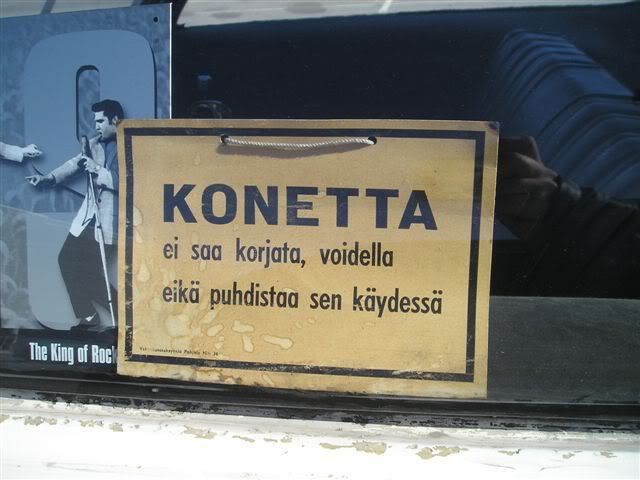 KONETTA
ei saa korjata, voidella
eikä puhdistaa sen käydessä
The King of Rock